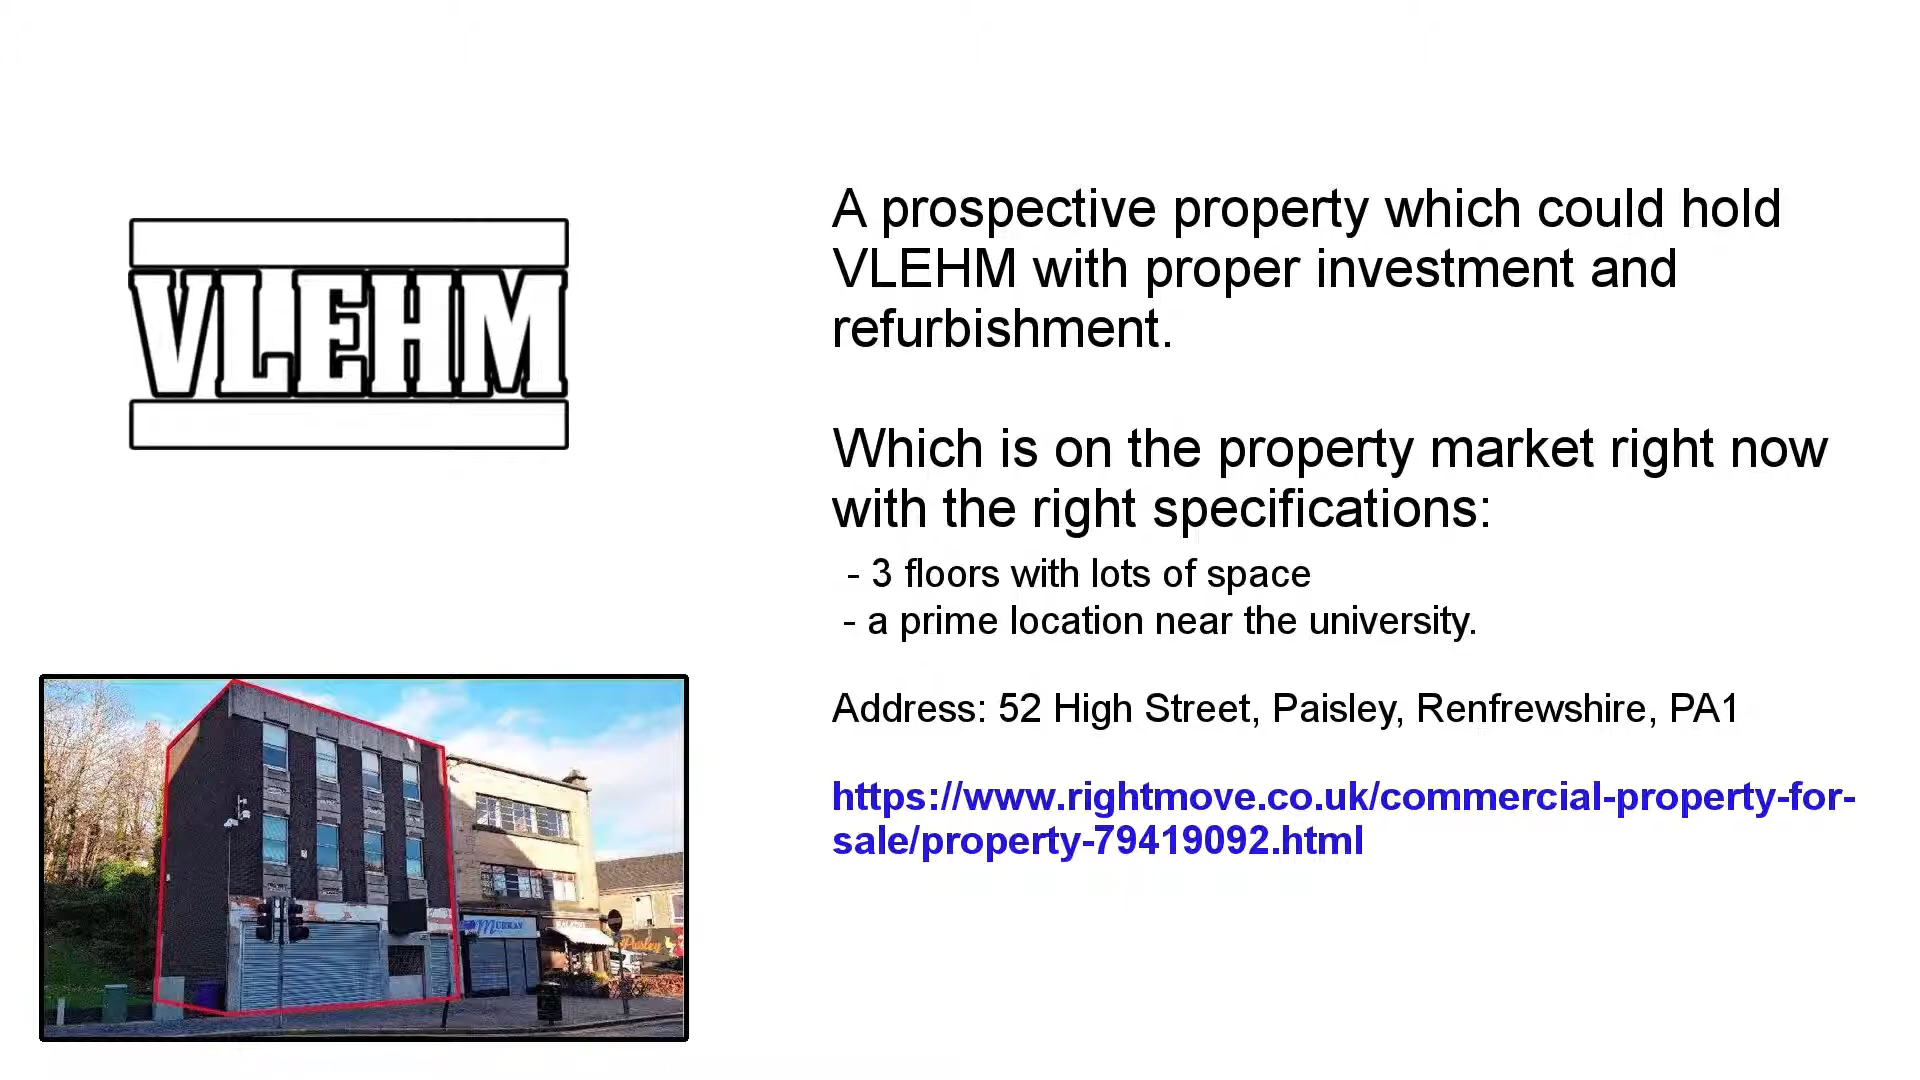 VLEHM
A prospective property which could hold
VLEHM with proper investment and
refurbishment.
Which is on the property market right now
with the right specifications:
- 3 floors with lots of space
- a prime location near the university.
Address: 52 High Street, Paisley, Renfrewshire, PA1
https://www.rightmove.co.uk/commercial-property-for-
sale/property-79419092.html
MURRAY
Paisley